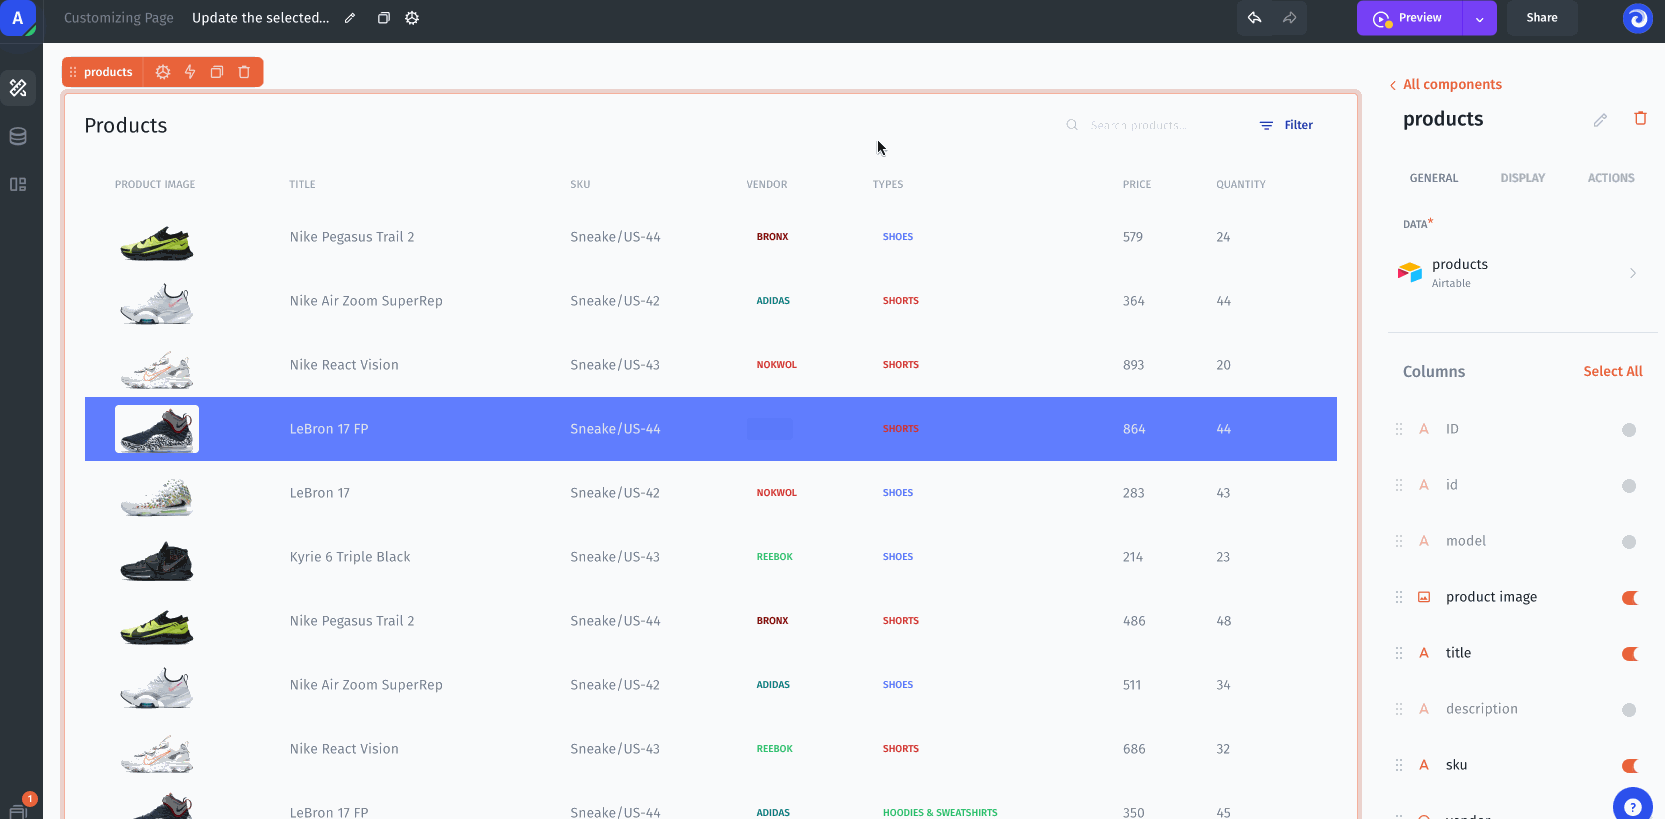 A
Customizing Page
Update the selected...
Preview
Share
products
All components
products
Products
Search products...
Filter
GENERAL
DISPLAY
ACTIONS
PRODUCT IMAGE
TITLE
SKU
VENDOR
TYPES
PRICE
QUANTITY
DATA*
Nike Pegasus Trail 2
Sneake/US-44
BRONX
SHOES
579
24
products
Airtable
Nike Air Zoom SuperRep
Sneake/US-42
ADIDAS
SHORTS
364
44
Nike React Vision
Sneake/US-43
NOKWOL
SHORTS
893
20
Columns
Select All
LeBron 17 FP
Sneake/US-44
SHORTS
864
44
A ID
LeBron 17
Sneake/US-42
NOKWOL
SHOES
283
43
A id
Kyrie 6 Triple Black
Sneake/US-43
REEBOK
SHOES
214
23
A model
Nike Pegasus Trail 2
Sneake/US-44
BRONX
SHORTS
486
48
product image
Nike Air Zoom SuperRep
Sneake/US-42
ADIDAS
SHOES
511
34
A title
Nike React Vision
Sneake/US-43
REEBOK
SHORTS
686
32
A description
A sku
LeBron 17 FP
Sneake/US-44
ADIDAS
HOODIES & SWEATSHIRTS
350
45
1
?